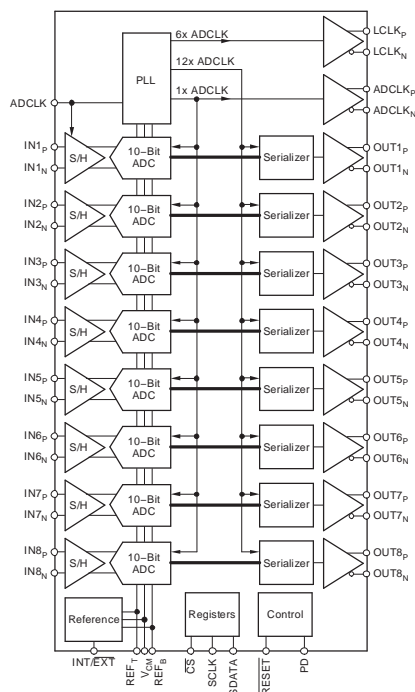 6x ADCLK
LCLKP
LCLKN
12x ADCLK
PLL
1x ADCLK
ADCLKP
ADCLKN
ADCLK
IN1P
IN1N
S/H
10–Bit
ADC
Serializer
OUT1P
OUT1N
IN2P
IN2N
S/H
10–Bit
ADC
Serializer
OUT2P
OUT2N
IN3P
IN3N
S/H
10–Bit
ADC
Serializer
OUT3P
OUT3N
IN4P
IN4N
S/H
10–Bit
ADC
Serializer
OUT4P
OUT4N
IN5P
IN5N
S/H
10–Bit
ADC
Serializer
OUT5P
OUT5N
IN6P
IN6N
S/H
10–Bit
ADC
Serializer
OUT6P
OUT6N
IN7P
IN7N
S/H
10–Bit
ADC
Serializer
OUT7P
OUT7N
IN8P
IN8N
S/H
10–Bit
ADC
Serializer
OUT8P
OUT8N
Reference
Registers
Control
INT/EXT
REFT
VCM
REFB
CS
SCLK
SDATA
RESET
PD